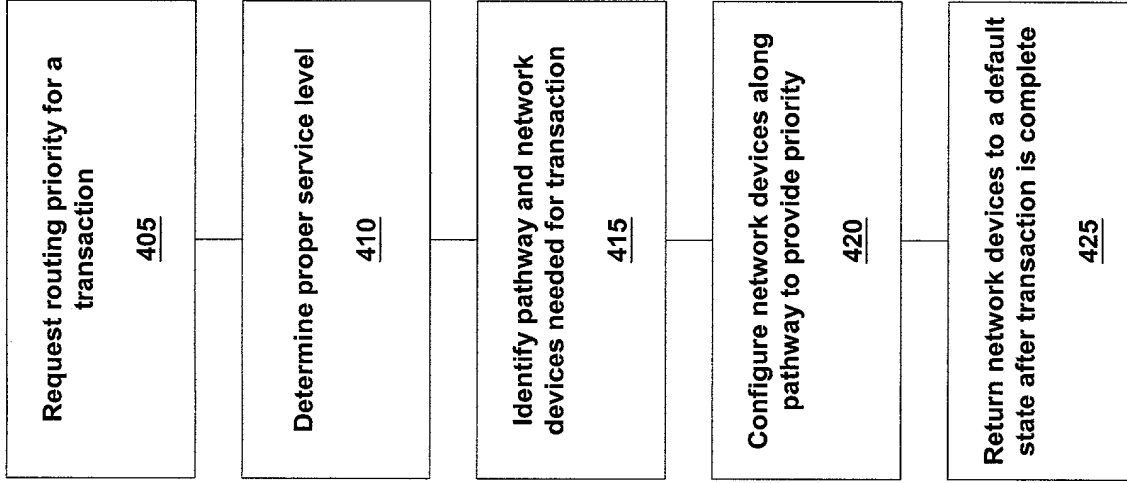 Request routing priority for a
transaction
405
Determine proper service level
410
Identify pathway and network
devices needed for transaction
415
Configure network devices along
pathway to provide priority
420
Return network devices to a default
state after transaction is complete
425